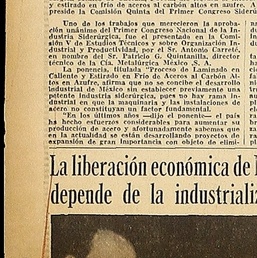 y estirado en frío de aceros al carbón altos en azufre. A
preside la Comisión Quinta del Primer Congreso Sider
Uno de los trabajos que merecieron la aproba-
ción unánime del Primer Congreso Nacional de la In-
dustria Siderúrgica, fue el presentado en la Comisi
ón V de Estudios Técnicos y sobre Organización In-
dustrial y Productividad, por el Sr. Antonio Carreté,
en nombre del Sr. Patricio G. Quintanilla, director
técnico de la Cía. Metalúrgica México S. A.
La ponencia, titulada "Proceso de Laminado en
Caliente y Estirado en Frío de Aceros al Carbón Al-
tos en Azufre, afirma que no se concibe el desarrollo
industrial de México sin establecer previamente una
potente industria siderúrgica, pues no hay rama in-
dustrial en que la maquinaria y las instalaciones de
acero no constituyan un factor fundamental.
"En los últimos años —dijo el ponente— el país
ha hecho esfuerzos considerables para aumentar su
producción de acero y afortunadamente sabemos que
en la actualidad se están desarrollando proyectos de
expansión de gran importancia con objeto de elimi-
La liberación económica de
depende de la industriali